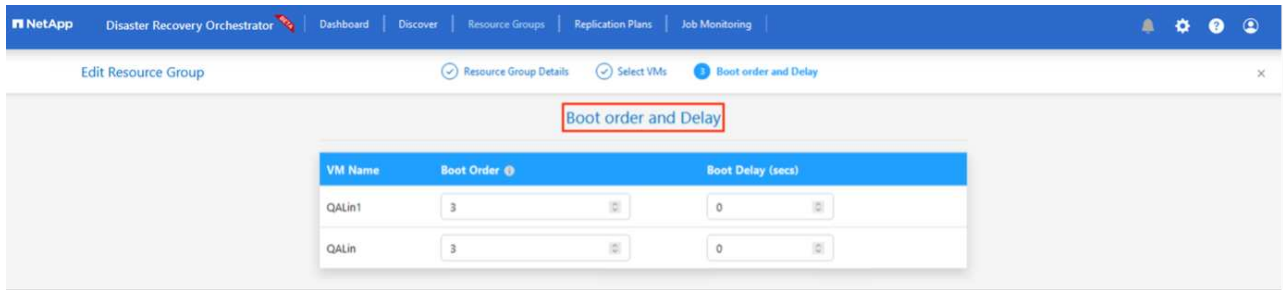 NetApp Disaster Recovery Orchestrator BETA Dashboard Discover Resource Groups Replication Plans Job Monitoring
Edit Resource Group Resource Group Details Select VMs 3 Boot order and Delay
Boot order and Delay
VM Name Boot Order Boot Delay (secs)
QALin1 3 0
QALin 3 0